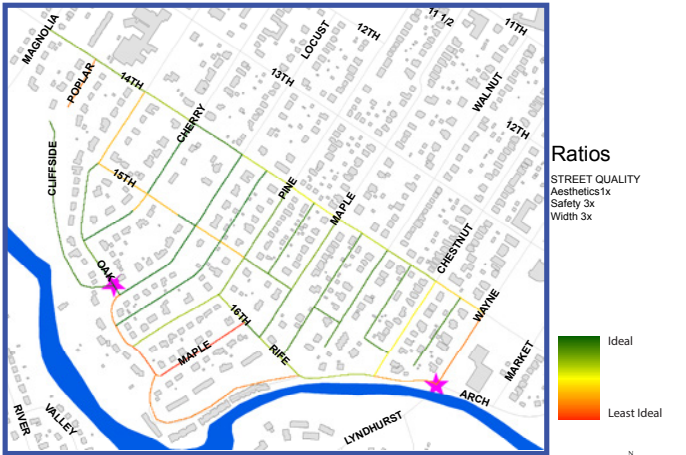 MAGNOLIA
POPLAR
14TH
CHERRY
LOCUST
12TH
11 1/2
11TH
13TH
WALNUT
12TH
CLIFFSIDE
15TH
PINE
MAPLE
CHESTNUT
OAK
WAYNE
16TH
MAPLE
RIFE
MARKET
ARCH
LYNDHURST
RIVER
VALLEY
Ratios
STREET QUALITY
Aesthetics1x
Safety 3x
Width 3x
Ideal
Least Ideal
N